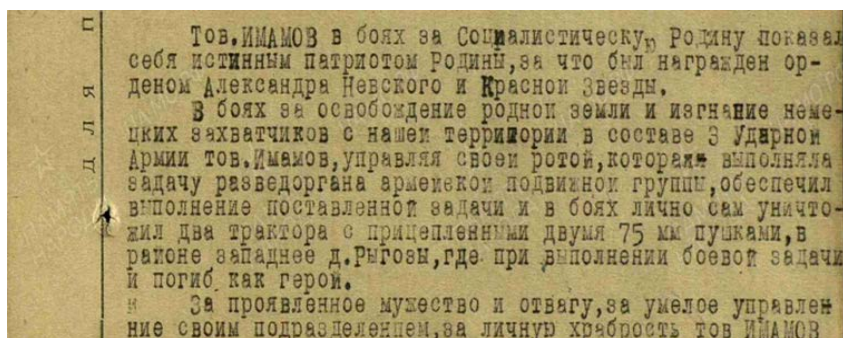 Тов.ИМАМОВ в боях за Социалистическую Родину показал
себя истинным патриотом Родины,за что был награжден ор-
деном Александра Невского и Красной Звезды.
В боях за освобождение родной земли и изгнание неме-
цких захватчиков с нашей территории в составе 3 Ударной
Армии тов.Имамов,управляя своей ротой,которая выполняла
задачу разведоргана армейской подвижной группы,обеспечил
выполнение поставленной задачи и в боях лично сам уничто-
жил два трактора с прицепленными двумя 75 мм пушками,в
районе западнее д.Рыгозы,где при выполнении боевой задачи
и погиб как герой.
За проявленное мужество и отвагу,за умелое управлен
ние своим подразделением,за личную храбрость тов ИМАМОВ